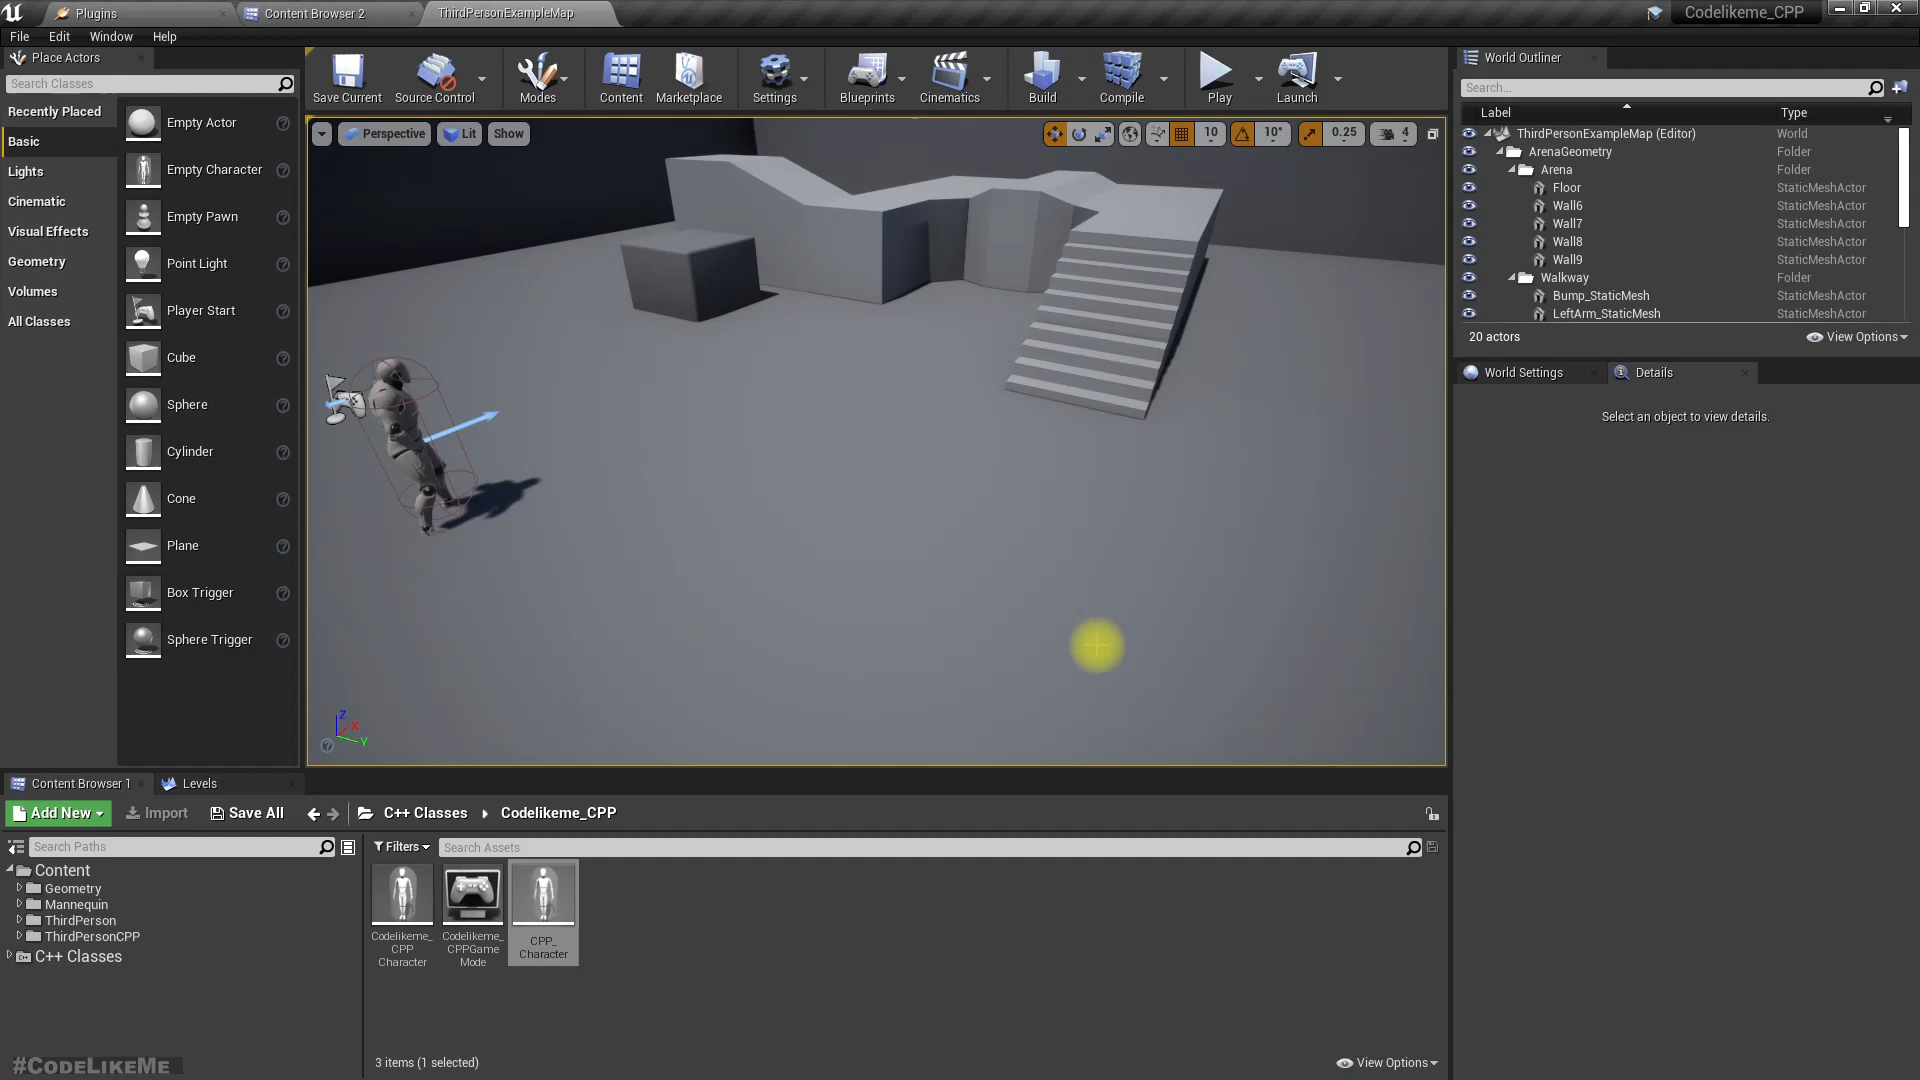 Plugins
Content Browser 2
ThirdPersonExampleMap
Codelikeme_CPP
File Edit Window Help
Place Actors
Search Classes
Recently Placed
Basic
Lights
Cinematic
Visual Effects
Geometry
Volumes
All Classes
Empty Actor
Empty Character
Empty Pawn
Point Light
Player Start
Cube
Sphere
Cylinder
Cone
Plane
Box Trigger
Sphere Trigger
Save Current
Source Control
Modes
Content
Marketplace
Settings
Blueprints
Cinematics
Build
Compile
Play
Launch
Perspective
Lit
Show
10
10°
0.25
4
Z
X
Y
World Outliner
Search...
Label Type
ThirdPersonExampleMap (Editor) World
ArenaGeometry Folder
Arena Folder
Floor StaticMeshActor
Wall6 StaticMeshActor
Wall7 StaticMeshActor
Wall8 StaticMeshActor
Wall9 StaticMeshActor
Walkway Folder
Bump_StaticMesh StaticMeshActor
LeftArm_StaticMesh StaticMeshActor
20 actors
View Options
World Settings
Details
Select an object to view details.
Content Browser 1
Levels
Add New
Import
Save All
C++ Classes
Codelikeme_CPP
Search Paths
Content
Geometry
Mannequin
ThirdPerson
ThirdPersonCPP
C++ Classes
Filters
Search Assets
Codelikeme_
CPP
Character
Codelikeme_
CPPGame
Mode
CPP_
Character
3 items (1 selected)
View Options
#CodeLikeMe